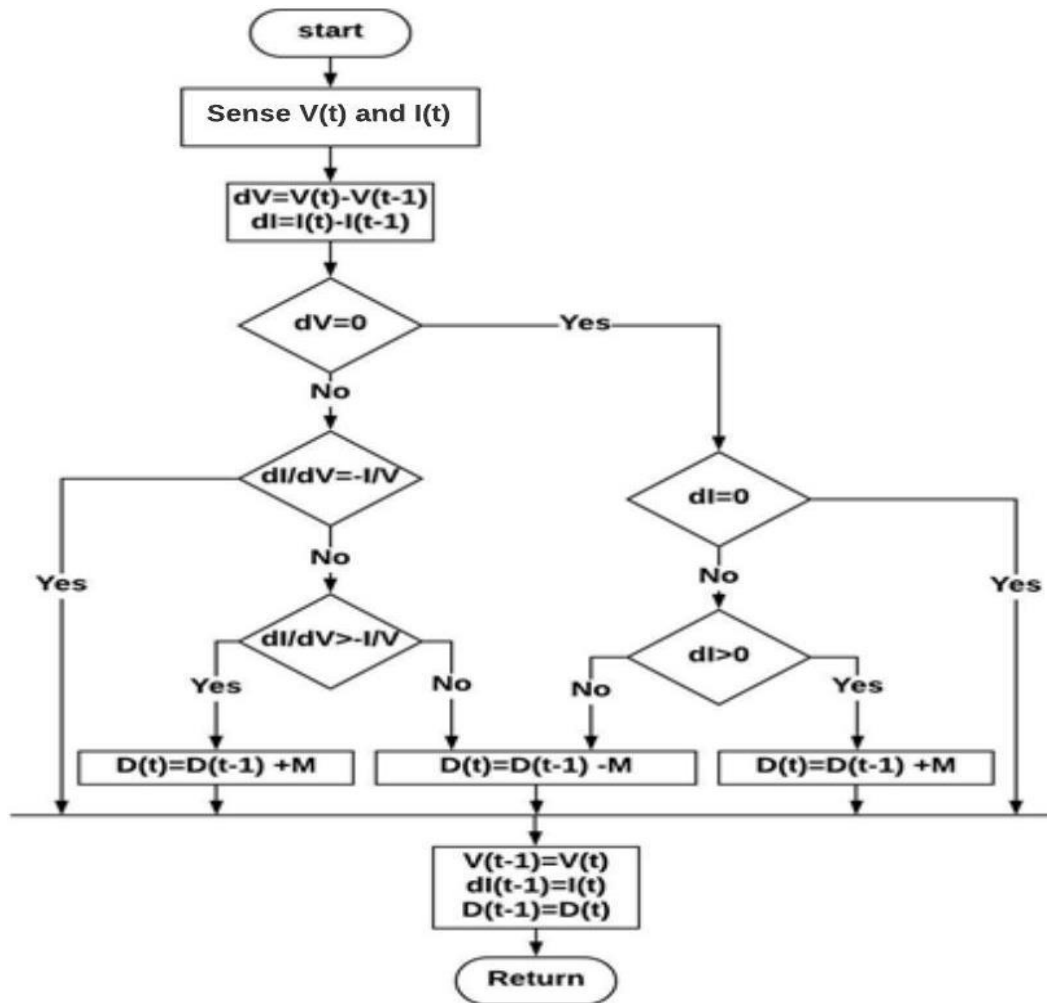 start
Sense V(t) and I(t)
dV=V(t)-V(t-1)
dI=I(t)-I(t-1)
dV=0
Yes
No
dI/dV=-I/V
dI=0
No
Yes
No
Yes
dI/dV>-I/V
dI>0
Yes
No
No
Yes
D(t)=D(t-1) +M
D(t)=D(t-1) -M
D(t)=D(t-1) +M
V(t-1)=V(t)
dI(t-1)=I(t)
D(t-1)=D(t)
Return